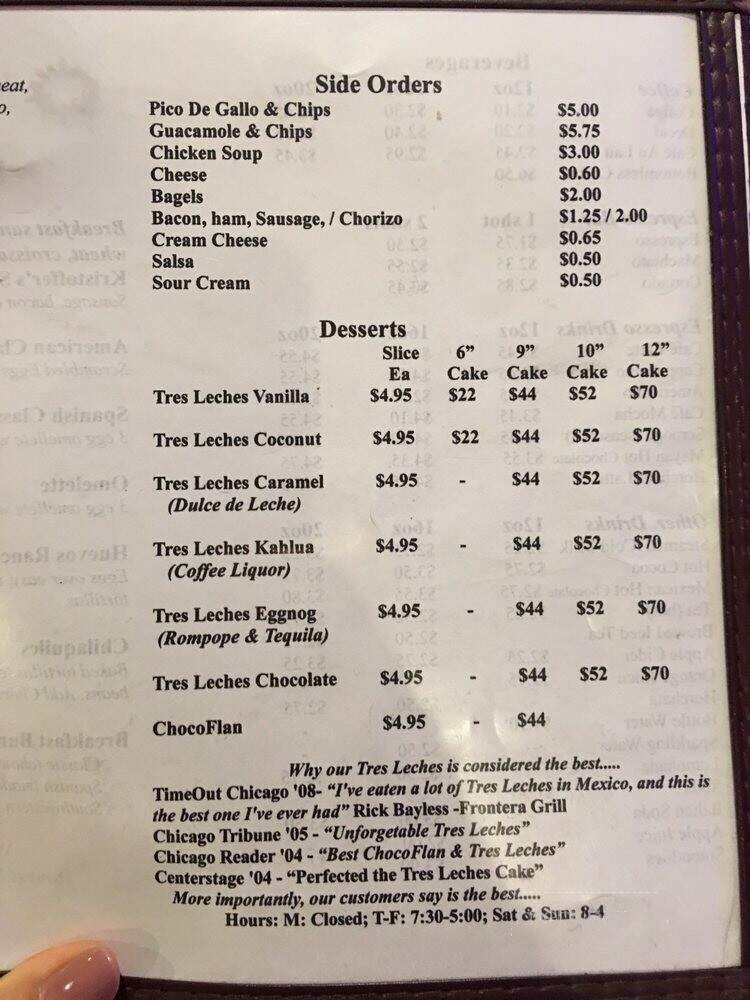 eat,
o,
Side Orders
Pico De Gallo & Chips $5.00
Guacamole & Chips $5.75
Chicken Soup $3.00
Cheese $0.60
Bagels $2.00
Bacon, ham, Sausage, / Chorizo $1.25 / 2.00
Cream Cheese $0.65
Salsa $0.50
Sour Cream $0.50
Desserts
Slice 6” 9” 10” 12”
Ea Cake Cake Cake Cake
Tres Leches Vanilla $4.95 $22 $44 $52 $70
Tres Leches Coconut $4.95 $22 $44 $52 $70
Tres Leches Caramel $4.95 - $44 $52 $70
(Dulce de Leche)
Tres Leches Kahlua $4.95 - $44 $52 $70
(Coffee Liquor)
Tres Leches Eggnog $4.95 - $44 $52 $70
(Rompope & Tequila)
Tres Leches Chocolate $4.95 - $44 $52 $70
ChocoFlan $4.95 - $44
Why our Tres Leches is considered the best.....
TimeOut Chicago '08- “I've eaten a lot of Tres Leches in Mexico, and this is
the best one I've ever had” Rick Bayless -Frontera Grill
Chicago Tribune '05 - “Unforgetable Tres Leches”
Chicago Reader '04 - “Best ChocoFlan & Tres Leches”
Centerstage '04 - “Perfected the Tres Leches Cake”
More importantly, our customers say is the best.....
Hours: M: Closed; T-F: 7:30-5:00; Sat & Sun: 8-4